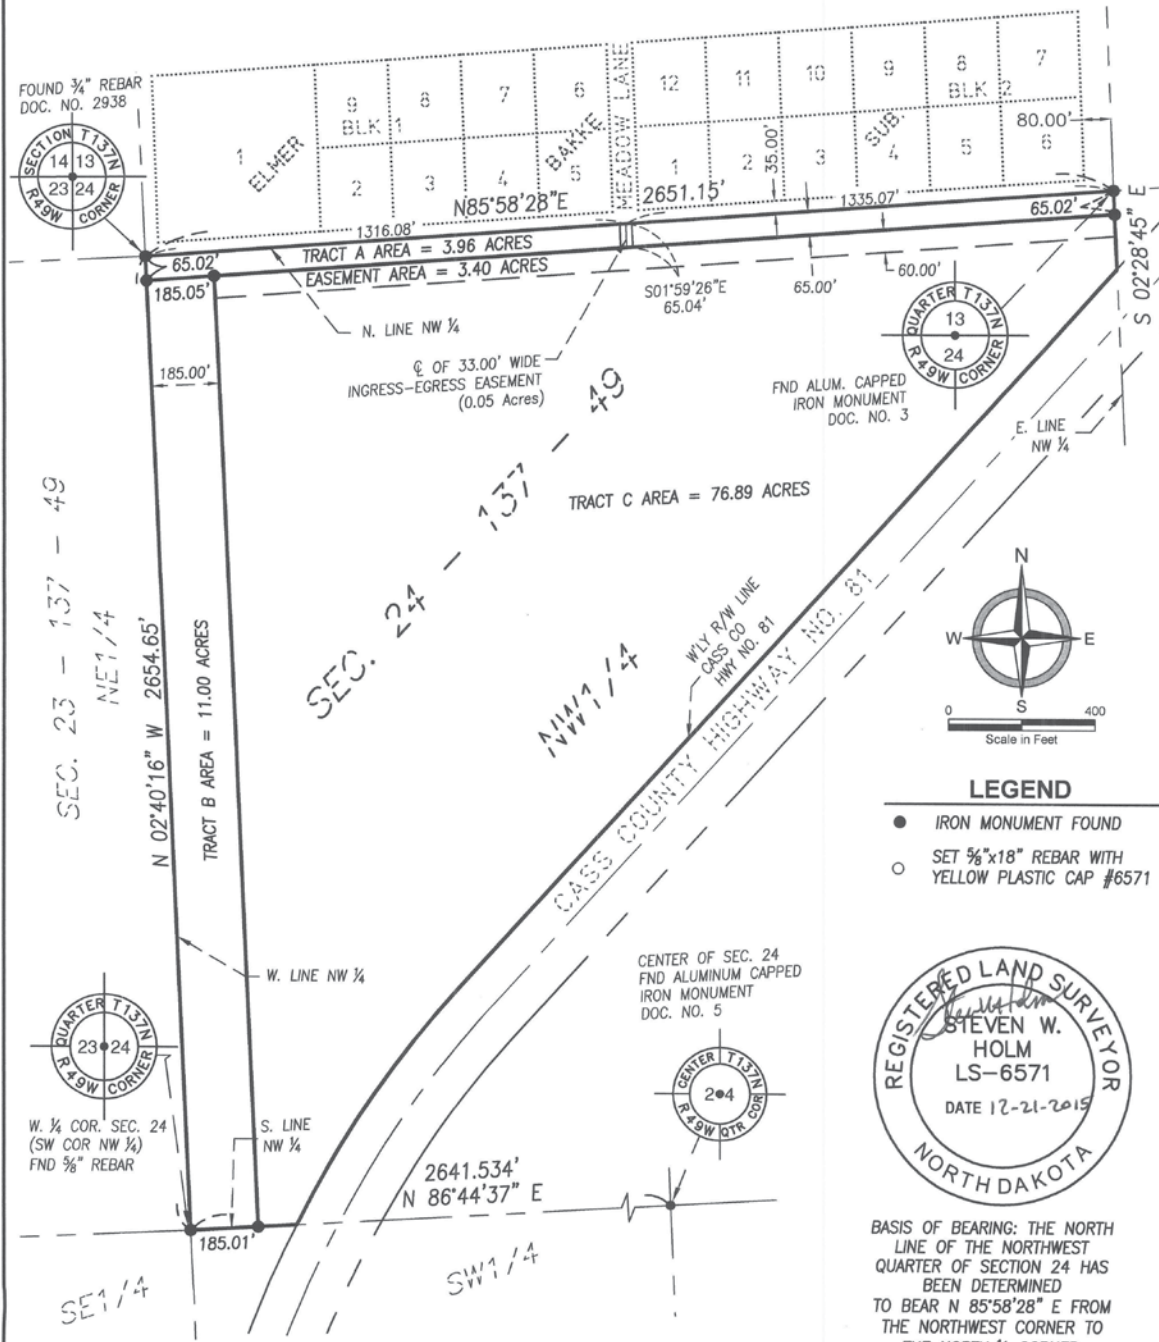 FOUND ¾" REBAR
DOC. NO. 2938
SECTION T137N
14 13
23 24
R49W CORNER
1
ELMER
9
8
7
6
BLK 1
2
3
4
5
BAKKE
MEADOW LANE
12
11
10
9
8
7
BLK 2
1
2
3
4
5
6
SUB.
80.00'
35.00'
N85°58'28"E
2651.15'
1316.08'
1335.07'
65.02'
TRACT A AREA = 3.96 ACRES
65.02'
EASEMENT AREA = 3.40 ACRES
185.05'
S 02°28'45" E
60.00'
65.00'
S01°59'26"E
65.04'
N. LINE NW ¼
℄ OF 33.00' WIDE
INGRESS-EGRESS EASEMENT
(0.05 Acres)
185.00'
QUARTER T137N
13
24
R49W CORNER
FND ALUM. CAPPED
IRON MONUMENT
DOC. NO. 3
E. LINE
NW ¼
SEC. 23 - 137 - 49
NE1/4
SEC. 24 - 137 - 49
NW1/4
TRACT C AREA = 76.89 ACRES
N 02°40'16" W 2654.65'
TRACT B AREA = 11.00 ACRES
W'LY R/W LINE
CASS CO
HWY NO. 81
CASS COUNTY HIGHWAY NO. 81
N
W
E
S
0
400
Scale in Feet
LEGEND
IRON MONUMENT FOUND
SET ⅝"x18" REBAR WITH
YELLOW PLASTIC CAP #6571
W. LINE NW ¼
CENTER OF SEC. 24
FND ALUMINUM CAPPED
IRON MONUMENT
DOC. NO. 5
CENTER T137N
24
R49W QTR COR
QUARTER T137N
23 24
R49W CORNER
W. ¼ COR. SEC. 24
(SW COR NW ¼)
FND ⅝" REBAR
S. LINE
NW ¼
2641.534'
N 86°44'37" E
185.01'
SE1/4
SW1/4
REGISTERED LAND SURVEYOR
STEVEN W.
HOLM
LS-6571
DATE 12-21-2015
NORTH DAKOTA
BASIS OF BEARING: THE NORTH
LINE OF THE NORTHWEST
QUARTER OF SECTION 24 HAS
BEEN DETERMINED
TO BEAR N 85°58'28" E FROM
THE NORTHWEST CORNER TO